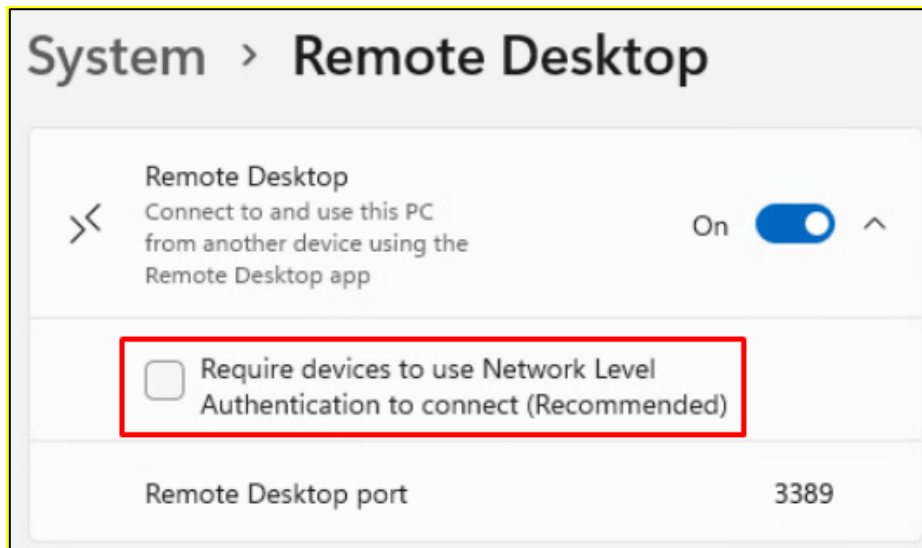 System > Remote Desktop
Remote Desktop
Connect to and use this PC
from another device using the
Remote Desktop app
On
Require devices to use Network Level
Authentication to connect (Recommended)
Remote Desktop port
3389